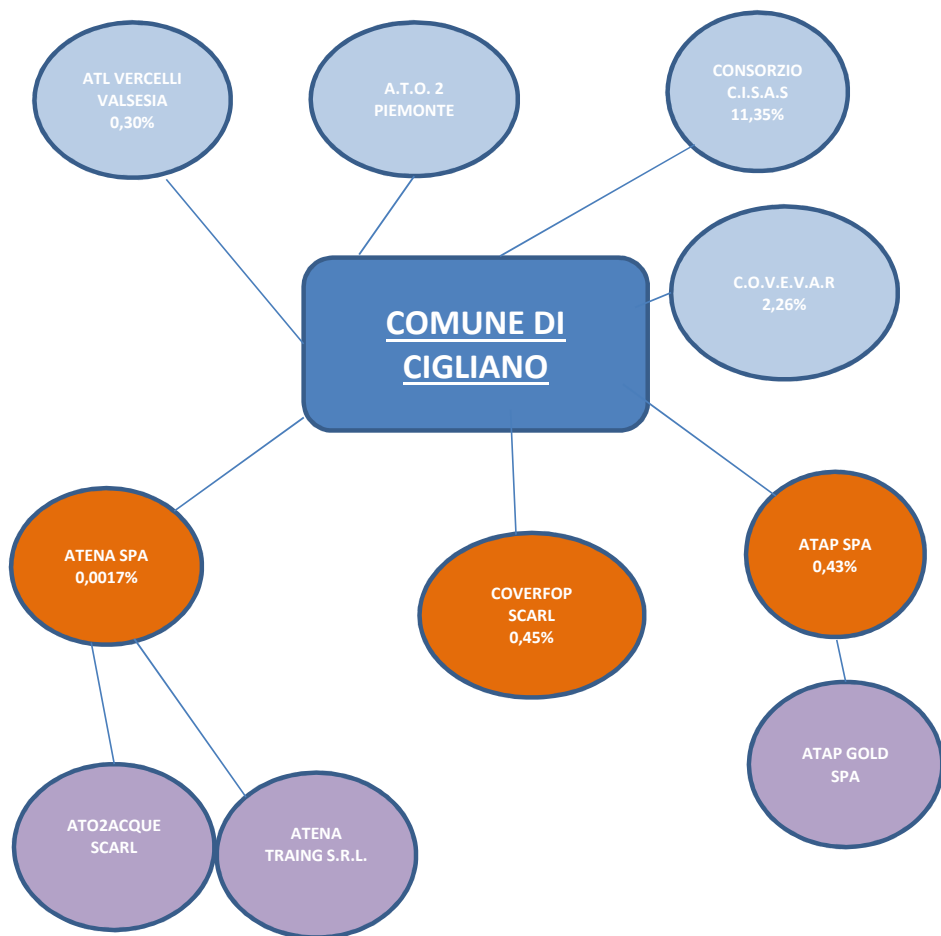 ATL VERCELLI
VALSESIA
0,30%
A.T.O. 2
PIEMONTE
CONSORZIO
C.I.S.A.S
11,35%
C.O.V.E.V.A.R
2,26%
COMUNE DI
CIGLIANO
ATENA SPA
0,0017%
COVERFOP
SCARL
0,45%
ATAP SPA
0,43%
ATAP GOLD
SPA
ATO2ACQUE
SCARL
ATENA
TRAING S.R.L.